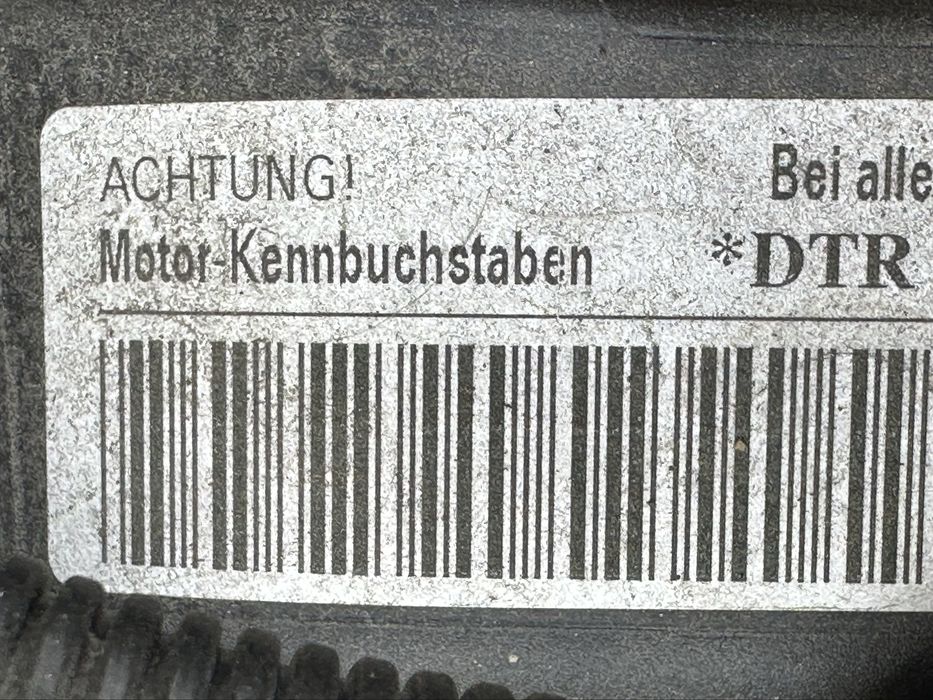 ACHTUNG! Bei alle
Motor-Kennbuchstaben *DTR